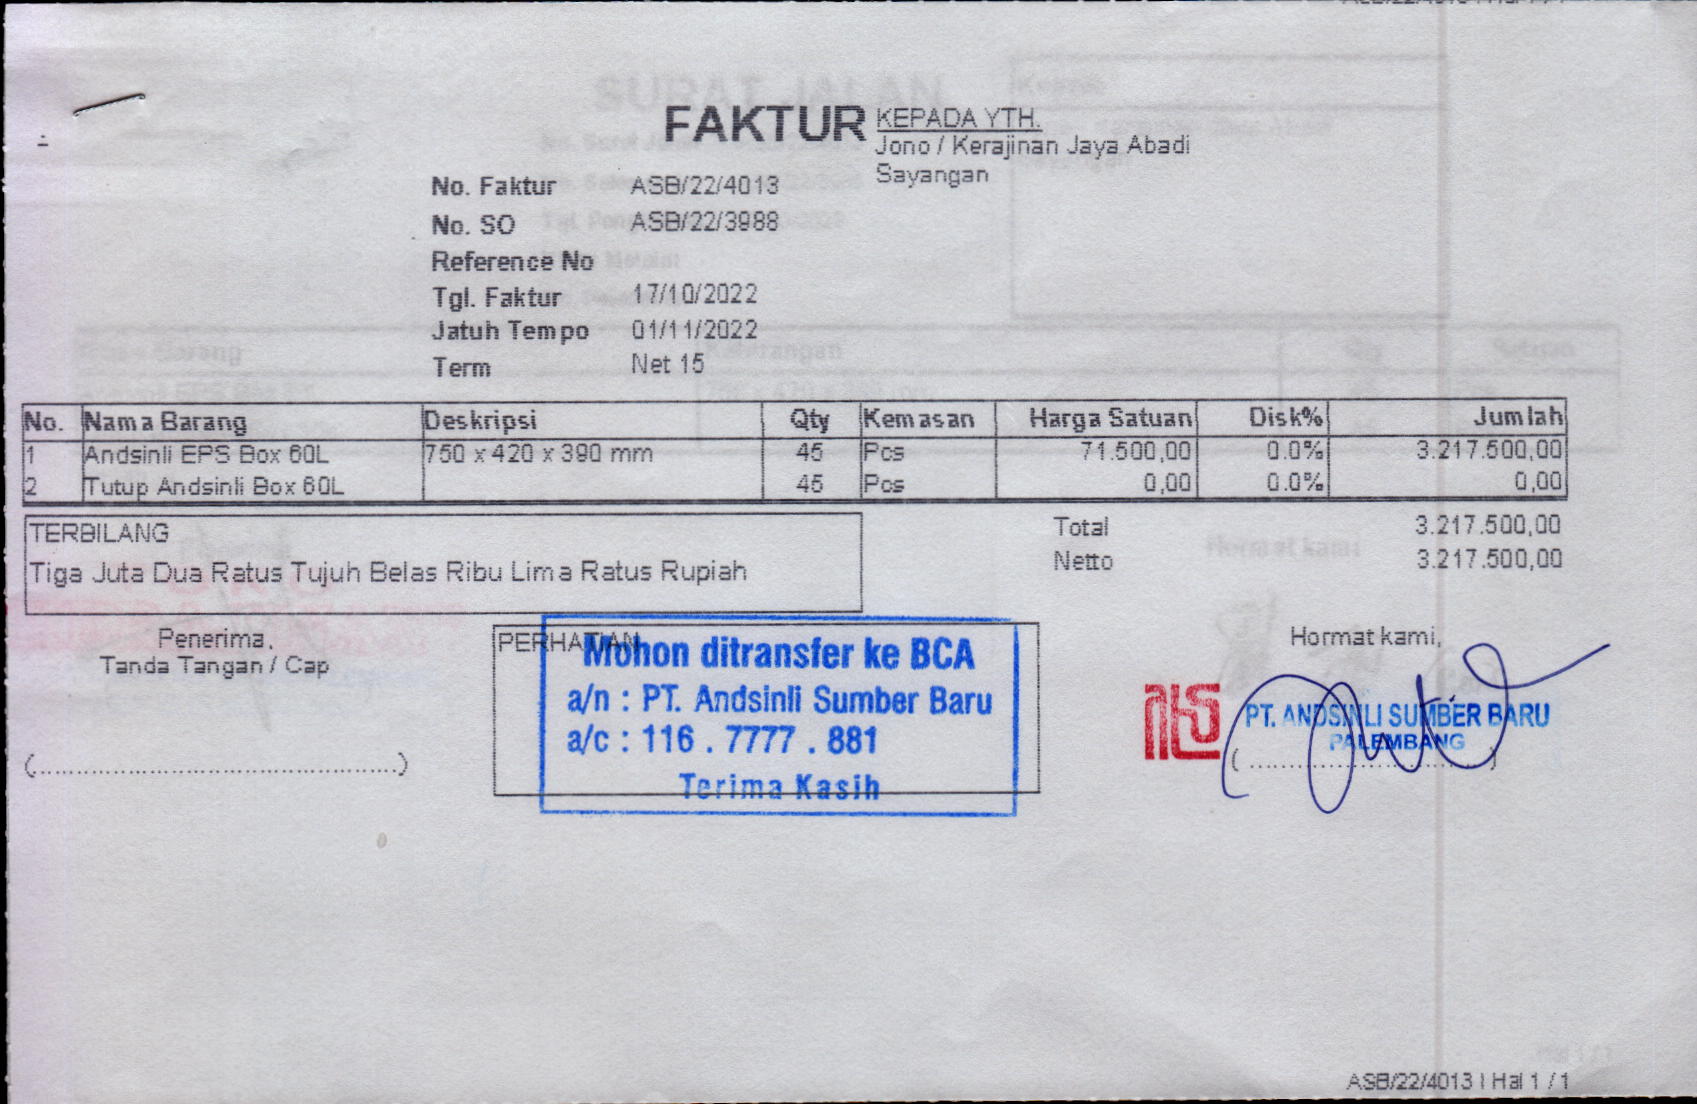 FAKTUR
KEPADA YTH.
Jono / Kerajinan Jaya Abadi
Sayangan
No. Faktur ASB/22/4013
No. SO ASB/22/3988
Reference No
Tgl. Faktur 17/10/2022
Jatuh Tempo 01/11/2022
Term Net 15
No. Nama Barang Deskripsi Qty Kemasan Harga Satuan Disk% Jumlah
1 Andsinli EPS Box 60L 750 x 420 x 390 mm 45 Pcs 71.500,00 0.0% 3.217.500,00
2 Tutup Andsinli Box 60L 45 Pcs 0,00 0.0% 0,00
TERBILANG
Tiga Juta Dua Ratus Tujuh Belas Ribu Lima Ratus Rupiah
Total 3.217.500,00
Netto 3.217.500,00
Penerima,
Tanda Tangan / Cap
(................................................)
PERHATIAN
Mohon ditransfer ke BCA
a/n : PT. Andsinli Sumber Baru
a/c : 116 . 7777 . 881
Terima Kasih
Hormat kami,
PT. ANDSINLI SUMBER BARU
PALEMBANG
ASB/22/4013 | Hal 1 / 1